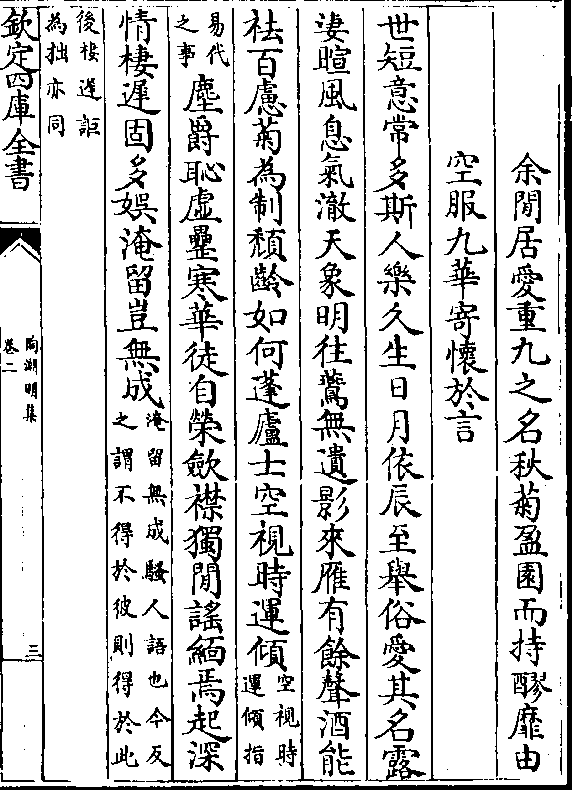 余閒居愛重九之名秋菊盈園而持醪靡由
空服九華寄懷於言
世短意常多斯人樂久生日月依辰至舉俗愛其名露
淒暄風息氣澈天象明往鷰無遺影來雁有餘聲酒能
祛百慮菊為制頹齡如何蓬廬士空視時運傾空視時運傾指
易代之事塵爵恥虛罍寒華徒自榮歛襟獨閒謡緬焉起深
情棲遲固多娯淹留豈無成淹留無成騷人語也今反之謂不得於彼則得於此
後棲遲詎為拙亦同
欽定四庫全書
陶淵明集
卷二
三